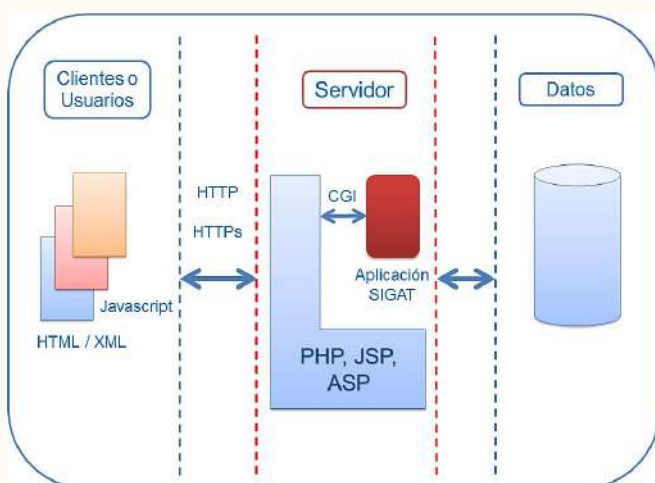 Clientes o
Usuarios
Servidor
Datos
HTTP
HTTPs
CGI
Javascript
HTML / XML
Aplicación
SIGAT
PHP, JSP,
ASP